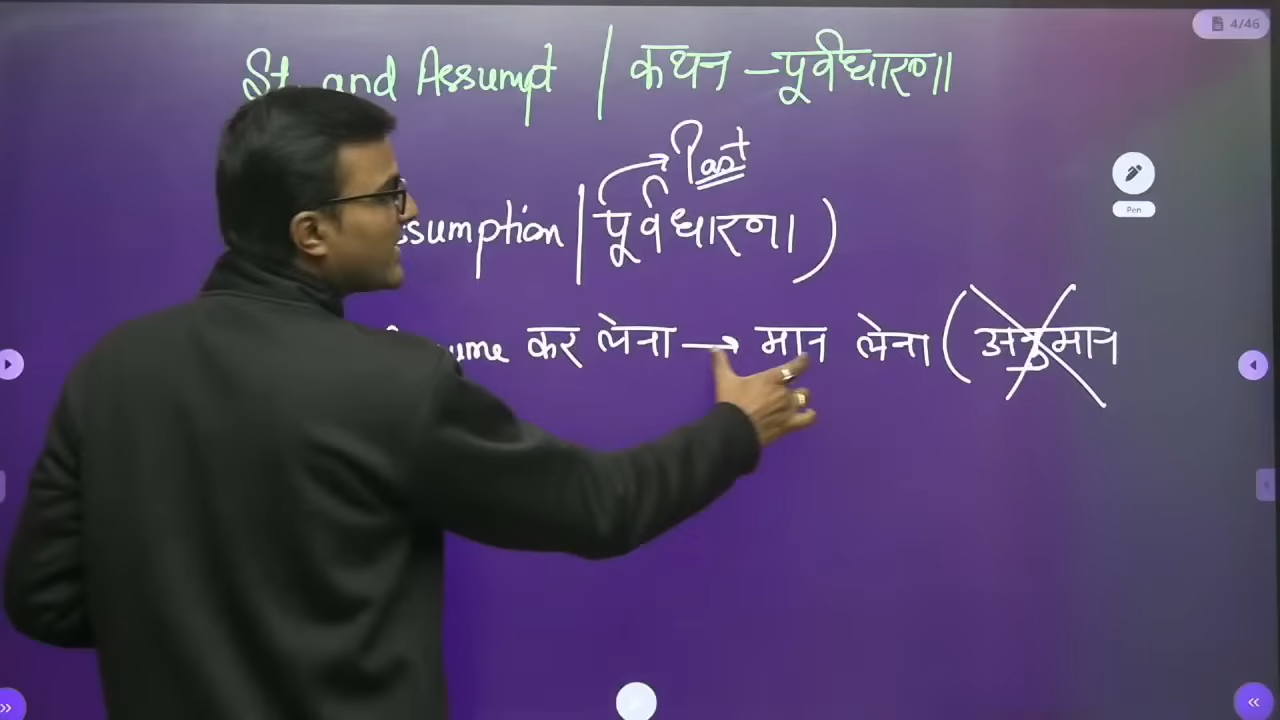 4/46
St. and Assumpt / कथन - पूर्वधारणा
Past
ssumption | पूर्वधारणा )
ume कर लेना → मान लेना ( अनुमान
Pen